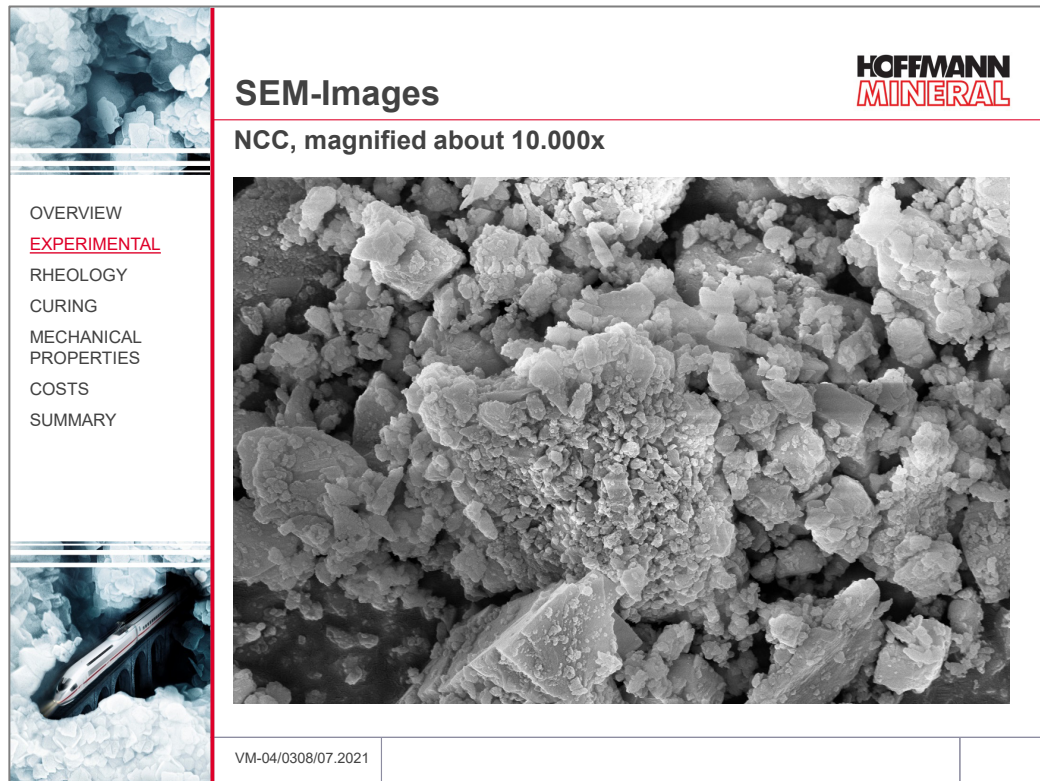 HOFFMANN
MINERAL
SEM-Images
NCC, magnified about 10.000x
OVERVIEW
EXPERIMENTAL
RHEOLOGY
CURING
MECHANICAL
PROPERTIES
COSTS
SUMMARY
VM-04/0308/07.2021